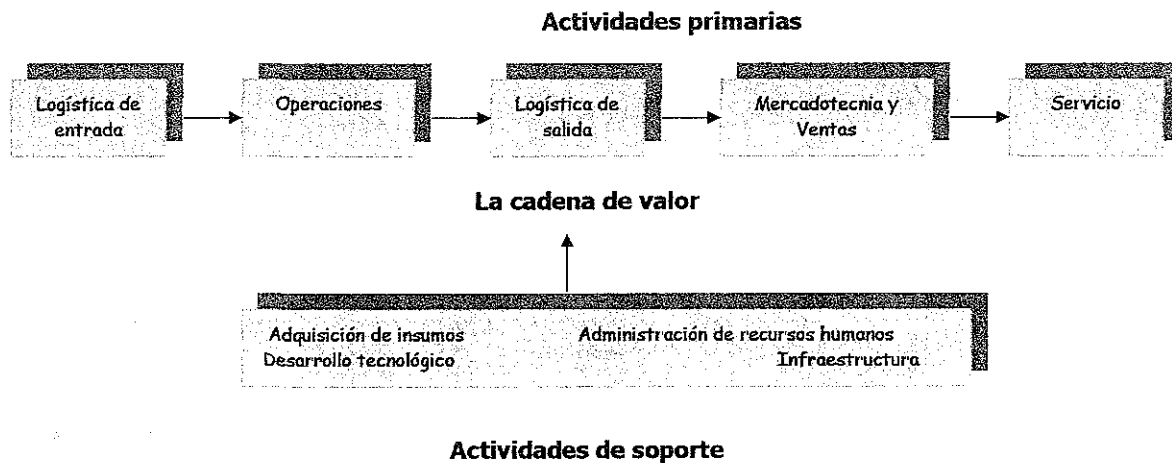 Actividades primarias
Logística de
entrada
Operaciones
Logística de
salida
Mercadotecnia y
Ventas
Servicio
La cadena de valor
Adquisición de insumos
Administración de recursos humanos
Desarrollo tecnológico
Infraestructura
Actividades de soporte